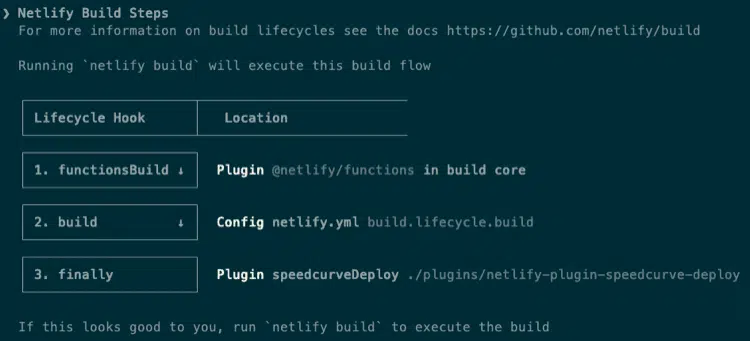 ❯ Netlify Build Steps
For more information on build lifecycles see the docs https://github.com/netlify/build
Running `netlify build` will execute this build flow
Lifecycle Hook Location
1. functionsBuild ↓ Plugin @netlify/functions in build core
2. build ↓ Config netlify.yml build.lifecycle.build
3. finally Plugin speedcurveDeploy ./plugins/netlify-plugin-speedcurve-deploy
If this looks good to you, run `netlify build` to execute the build